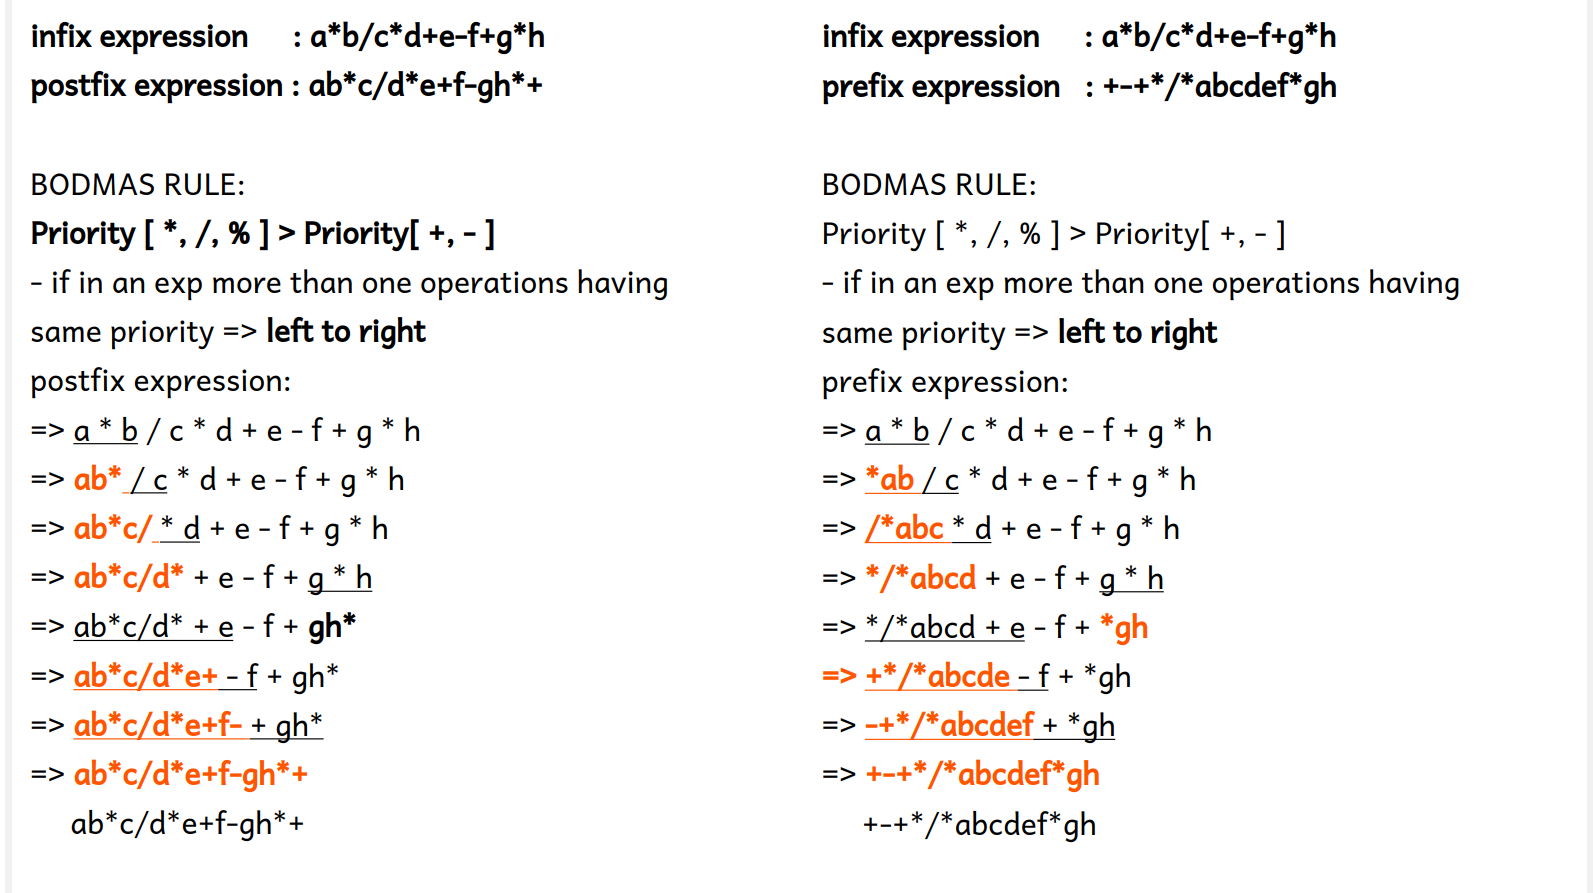 infix expression : a*b/c*d+e-f+g*h
postfix expression : ab*c/d*e+f-gh*+
BODMAS RULE:
Priority [ *, /, % ] > Priority[ +, - ]
- if in an exp more than one operations having
same priority => left to right
postfix expression:
=> a * b / c * d + e - f + g * h
=> ab* / c * d + e - f + g * h
=> ab*c/ * d + e - f + g * h
=> ab*c/d* + e - f + g * h
=> ab*c/d* + e - f + gh*
=> ab*c/d*e+ - f + gh*
=> ab*c/d*e+f- + gh*
=> ab*c/d*e+f-gh*+
ab*c/d*e+f-gh*+
infix expression : a*b/c*d+e-f+g*h
prefix expression : +-+*/*abcdef*gh
BODMAS RULE:
Priority [ *, /, % ] > Priority[ +, - ]
- if in an exp more than one operations having
same priority => left to right
prefix expression:
=> a * b / c * d + e - f + g * h
=> *ab / c * d + e - f + g * h
=> /*abc * d + e - f + g * h
=> */*abcd + e - f + g * h
=> */*abcd + e - f + *gh
=> +*/*abcde - f + *gh
=> -+*/*abcdef + *gh
=> +-+*/*abcdef*gh
+-+*/*abcdef*gh